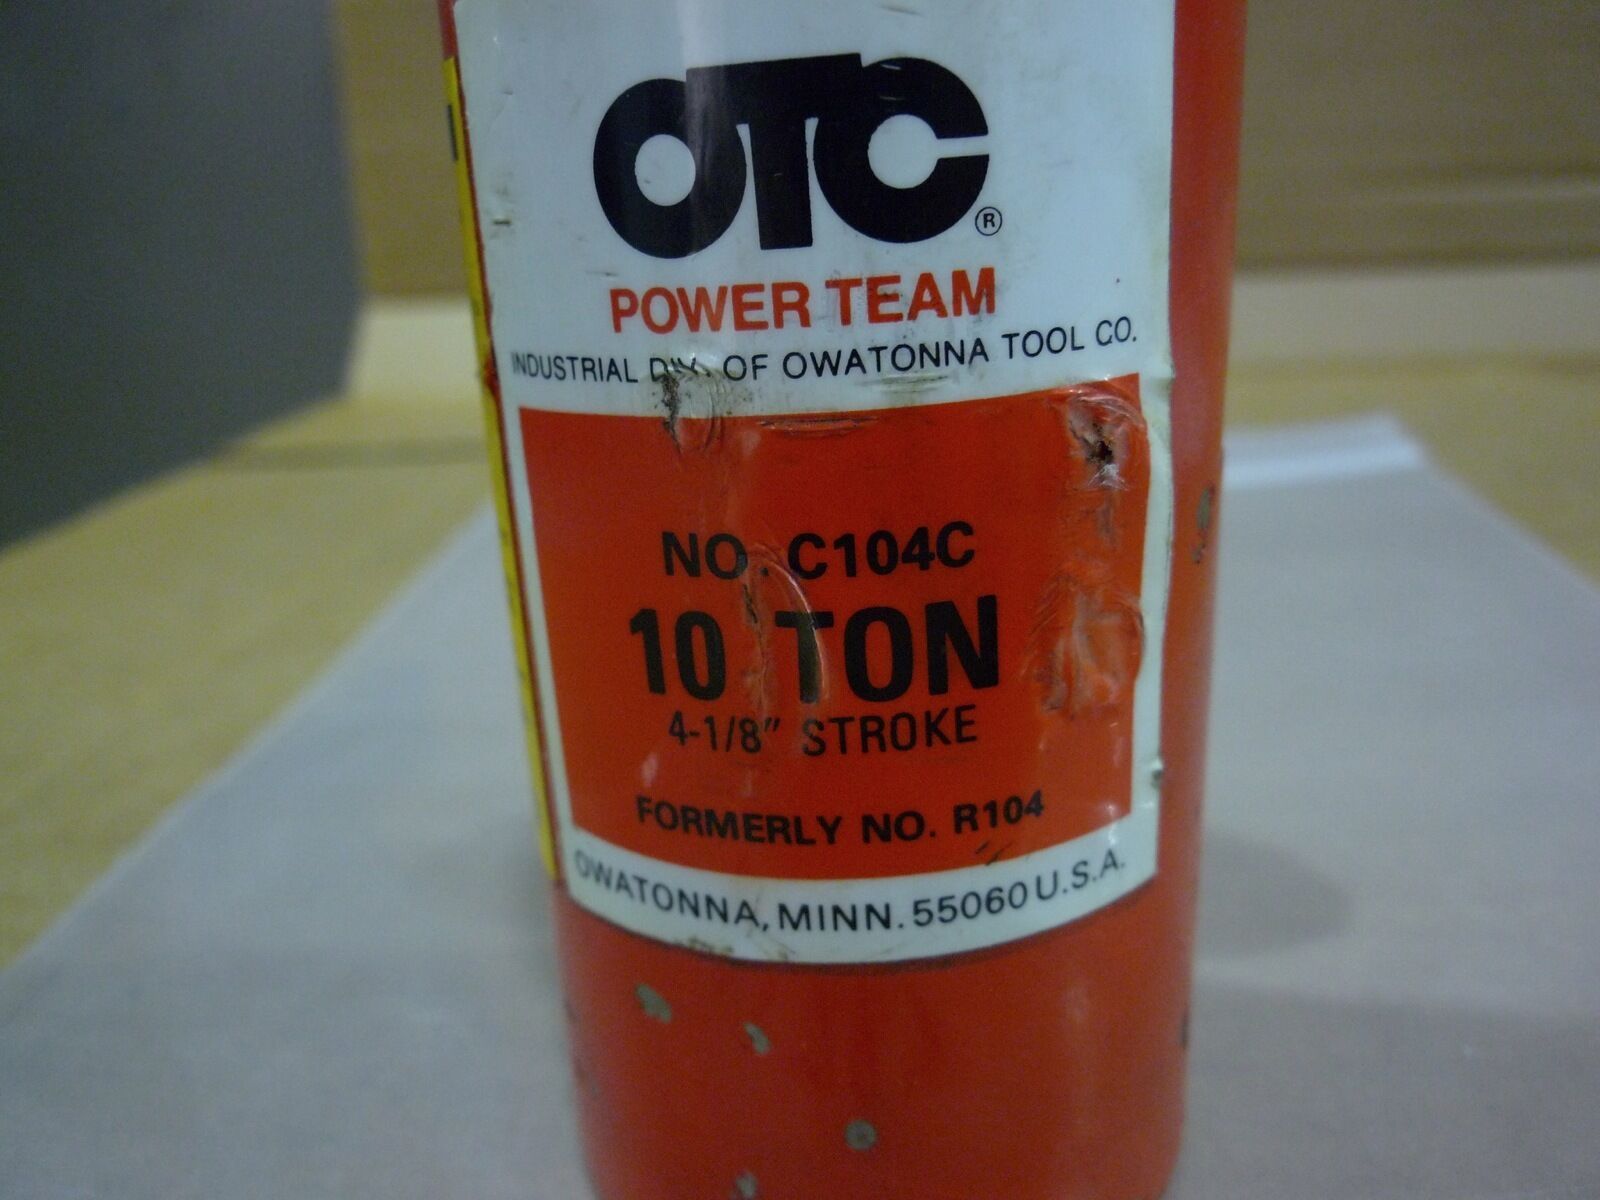 OTC®
POWER TEAM
INDUSTRIAL DIV. OF OWATONNA TOOL CO.
NO. C104C
10 TON
4-1/8" STROKE
FORMERLY NO. R104
OWATONNA, MINN. 55060 U.S.A.